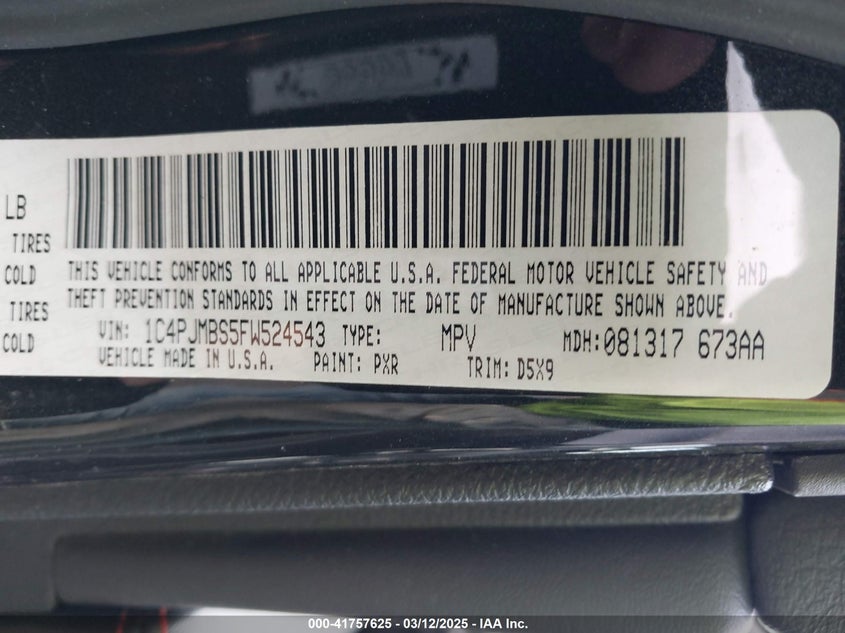 LB
TIRES
COLD
THIS VEHICLE CONFORMS TO ALL APPLICABLE U.S.A. FEDERAL MOTOR VEHICLE SAFETY AND
TIRES
THEFT PREVENTION STANDARDS IN EFFECT ON THE DATE OF MANUFACTURE SHOWN ABOVE.
COLD
VIN: 1C4PJMBS5FW524543 TYPE: MPV MDH: 081317 673AA
VEHICLE MADE IN U.S.A. PAINT: PXR TRIM: D5X9
000-41757625 - 03/12/2025 - IAA Inc.